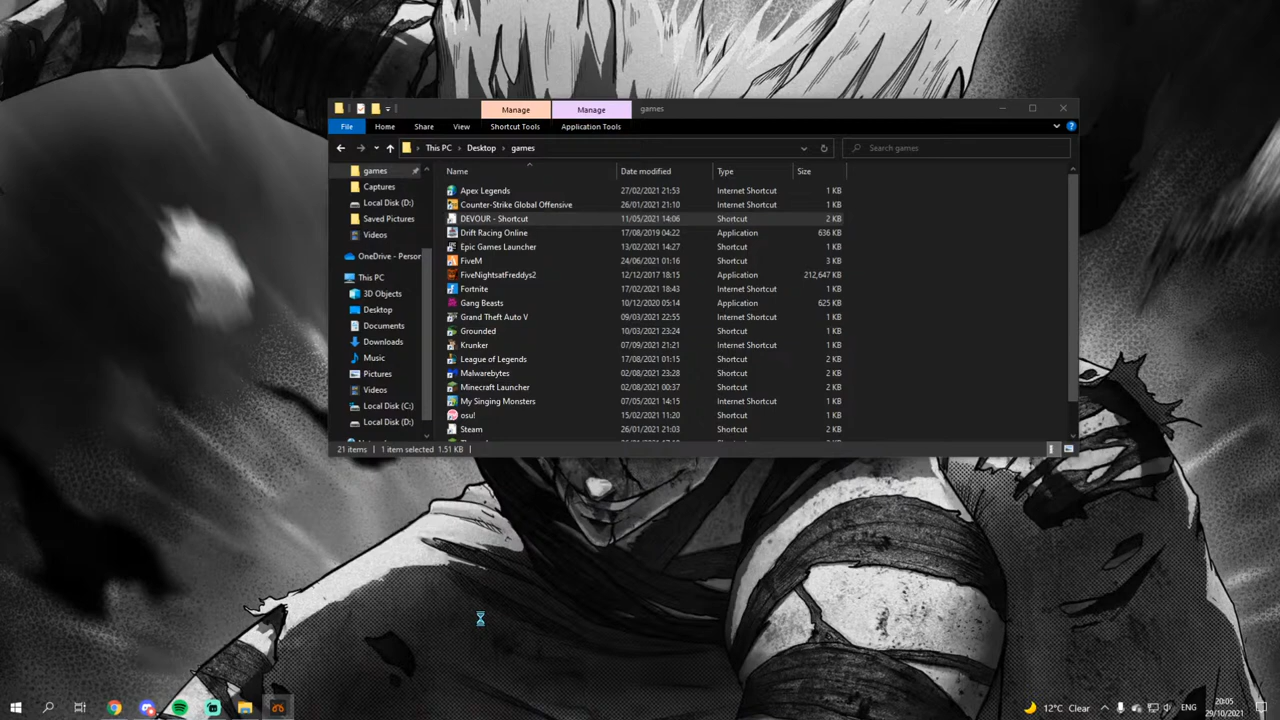 Manage Manage games
File Home Share View Shortcut Tools Application Tools
This PC Desktop games Search games
Name Date modified Type Size
games
Captures
Local Disk (D:)
Saved Pictures
Videos
OneDrive - Person
This PC
3D Objects
Desktop
Documents
Downloads
Music
Pictures
Videos
Local Disk (C:)
Local Disk (D:)
Apex Legends 27/02/2021 21:53 Internet Shortcut 1 KB
Counter-Strike Global Offensive 26/01/2021 21:10 Internet Shortcut 1 KB
DEVOUR - Shortcut 11/05/2021 14:06 Shortcut 2 KB
Drift Racing Online 17/08/2019 04:22 Application 636 KB
Epic Games Launcher 13/02/2021 14:27 Shortcut 1 KB
FiveM 24/06/2021 01:16 Shortcut 3 KB
FiveNightsatFreddys2 12/12/2017 18:15 Application 212,647 KB
Fortnite 17/02/2021 18:43 Internet Shortcut 1 KB
Gang Beasts 10/12/2020 05:14 Application 625 KB
Grand Theft Auto V 09/03/2021 22:55 Internet Shortcut 1 KB
Grounded 10/03/2021 23:24 Shortcut 1 KB
Krunker 07/09/2021 21:21 Internet Shortcut 1 KB
League of Legends 17/08/2021 01:15 Shortcut 2 KB
Malwarebytes 02/08/2021 23:28 Shortcut 2 KB
Minecraft Launcher 02/08/2021 00:37 Shortcut 2 KB
My Singing Monsters 07/05/2021 14:15 Internet Shortcut 1 KB
osu! 15/02/2021 11:20 Shortcut 2 KB
Steam 26/01/2021 21:03 Shortcut 2 KB
21 items 1 item selected 1.51 KB
12°C Clear ENG 20:05
29/10/2021